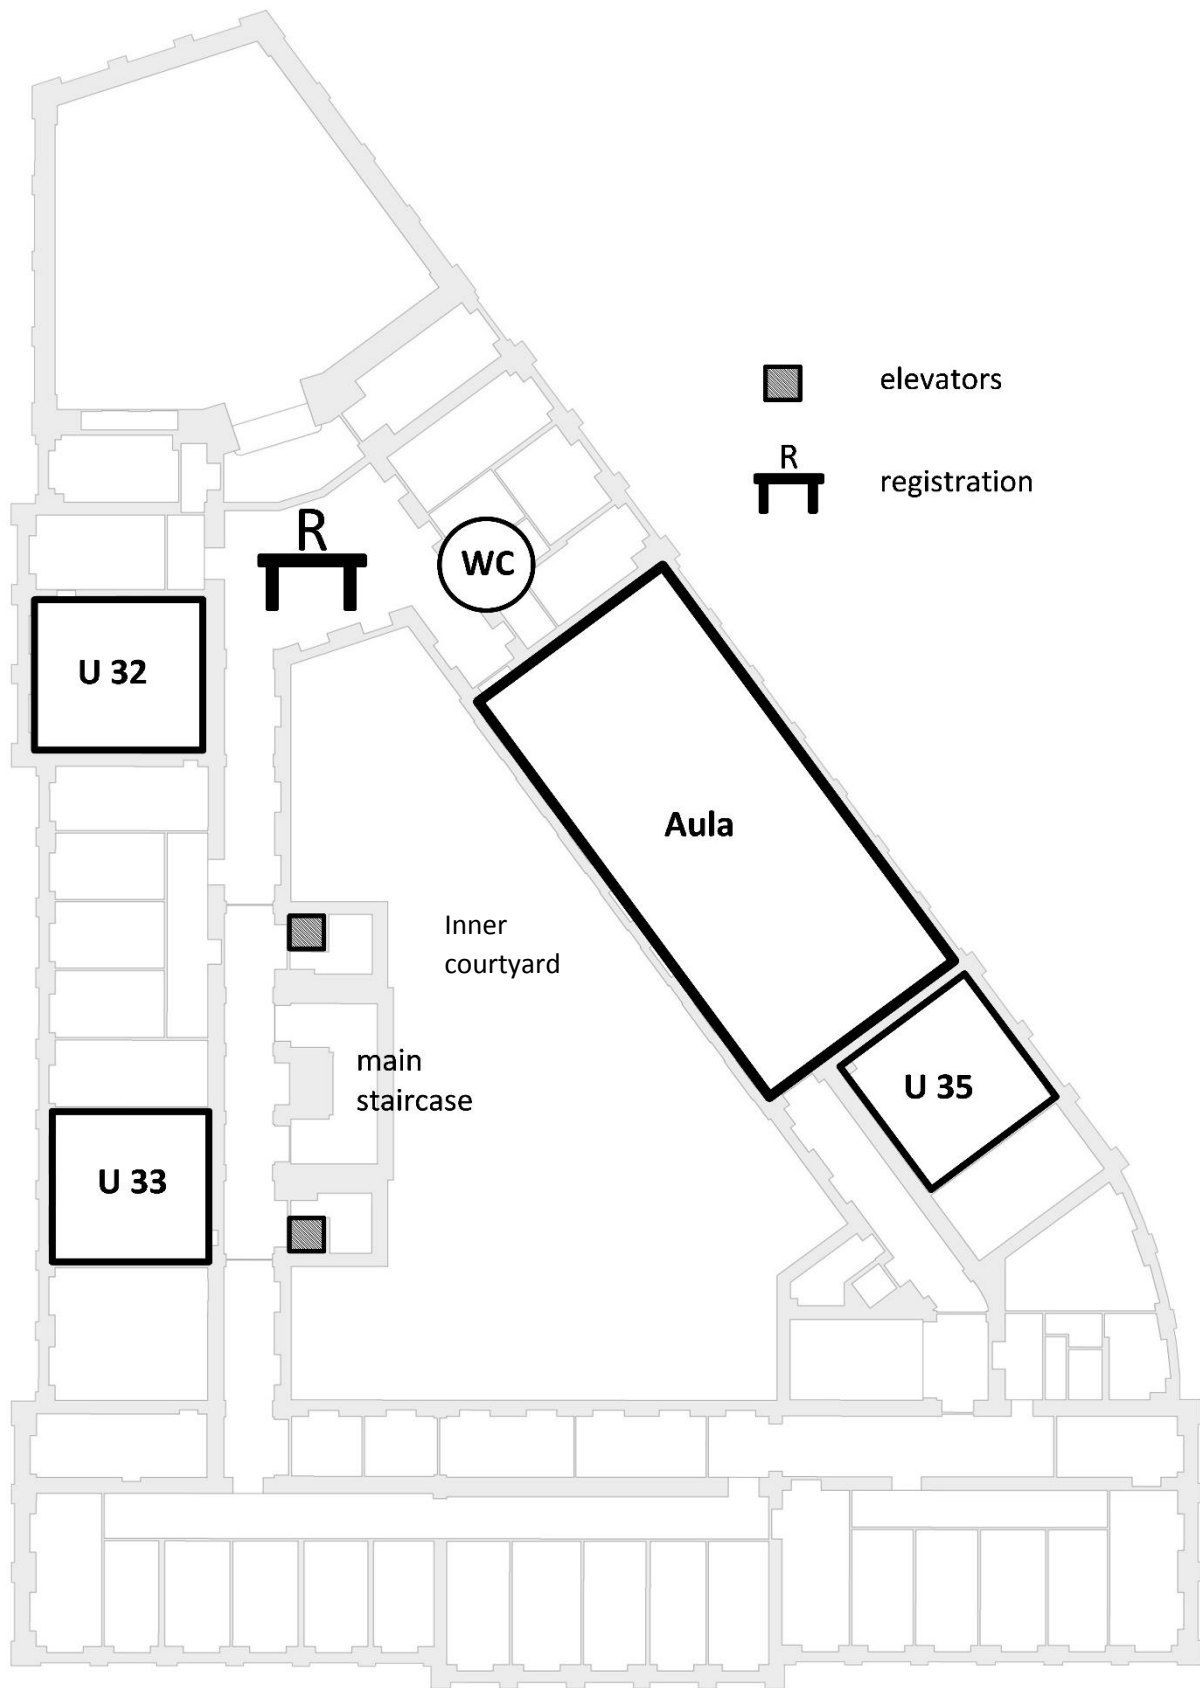 elevators
R
registration
R
WC
U 32
Aula
Inner
courtyard
main
staircase
U 35
U 33